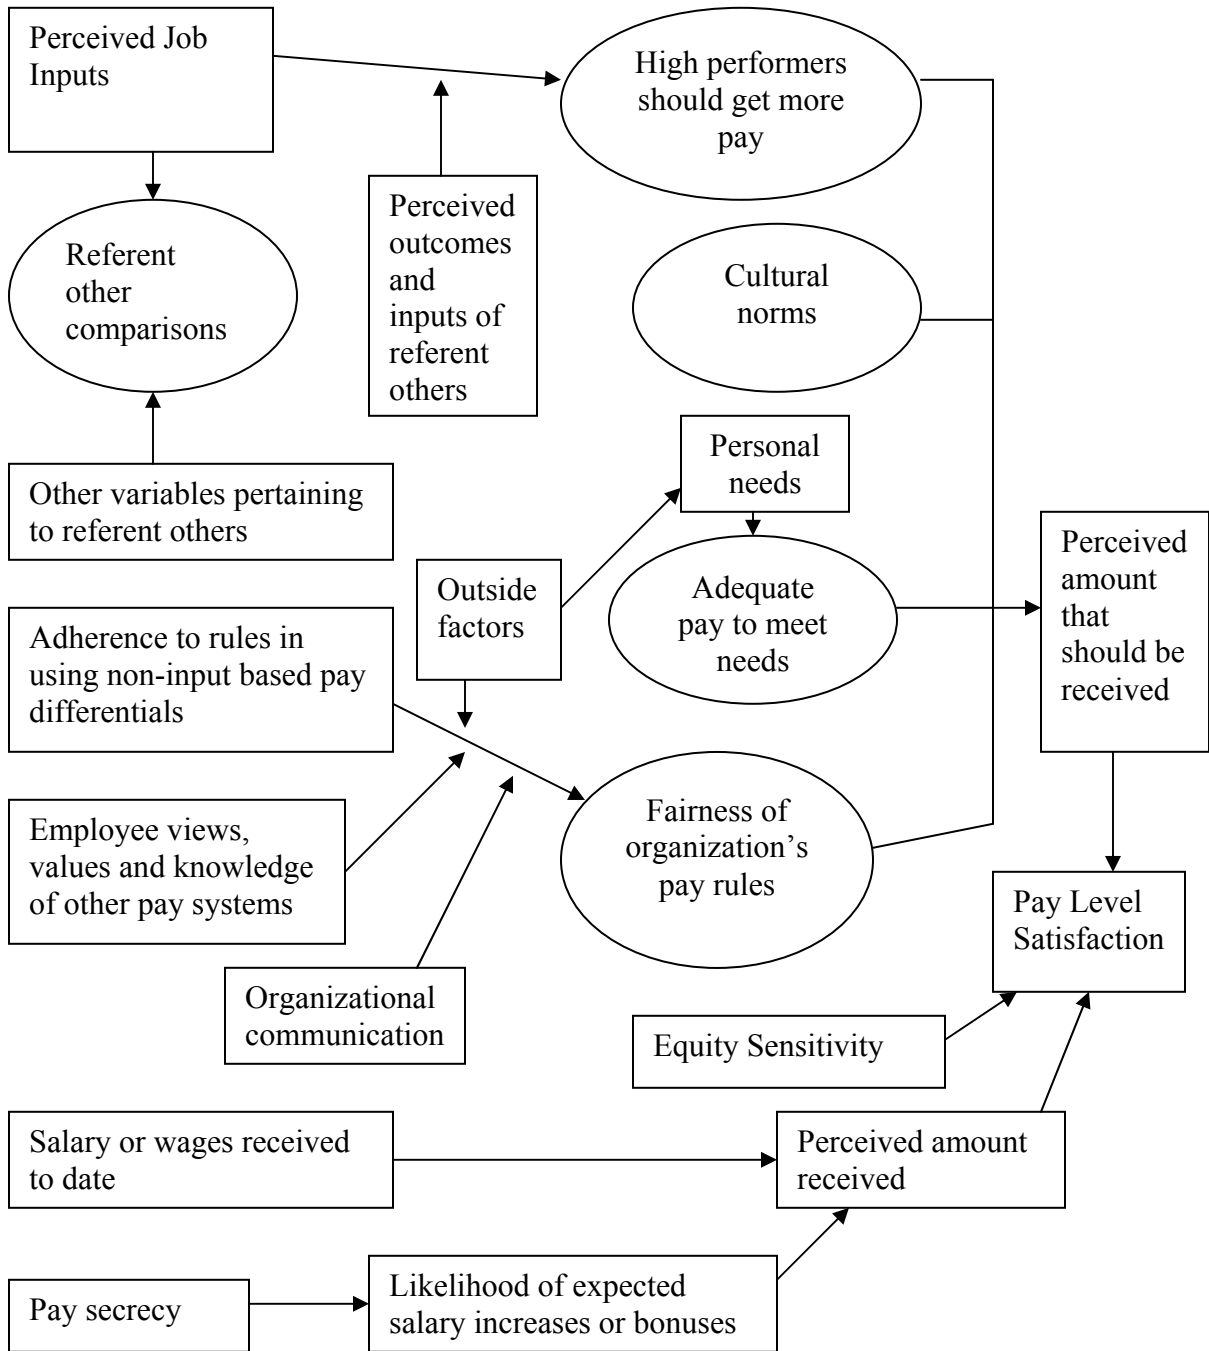 Perceived Job
Inputs
High performers
should get more
pay
Perceived
outcomes
and
inputs of
referent
others
Referent
other
comparisons
Cultural
norms
Personal
needs
Other variables pertaining
to referent others
Perceived
amount
that
should be
received
Outside
factors
Adequate
pay to meet
needs
Adherence to rules in
using non-input based pay
differentials
Employee views,
values and knowledge
of other pay systems
Fairness of
organization’s
pay rules
Pay Level
Satisfaction
Organizational
communication
Equity Sensitivity
Salary or wages received
to date
Perceived amount
received
Pay secrecy
Likelihood of expected
salary increases or bonuses